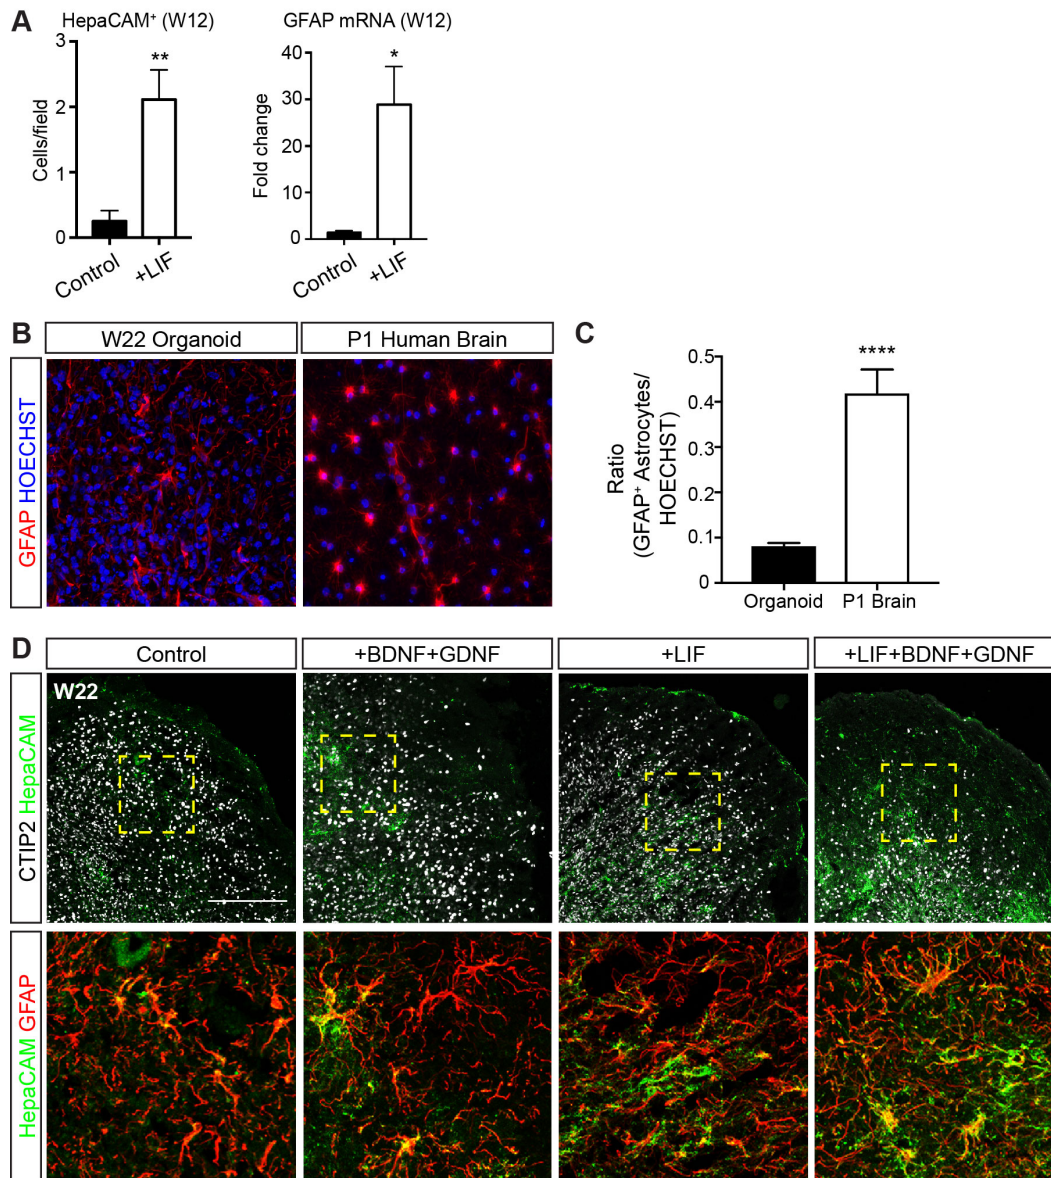 A
HepaCAM⁺ (W12)
Cells/field
3
2
1
0
**
Control
+LIF
GFAP mRNA (W12)
Fold change
40
30
20
10
0
*
Control
+LIF
B
W22 Organoid
P1 Human Brain
GFAP HOECHST
C
Ratio
(GFAP⁺ Astrocytes/
HOECHST)
0.5
0.4
0.3
0.2
0.1
0
****
Organoid
P1 Brain
D
Control
+BDNF+GDNF
+LIF
+LIF+BDNF+GDNF
CTIP2 HepaCAM
W22
HepaCAM GFAP